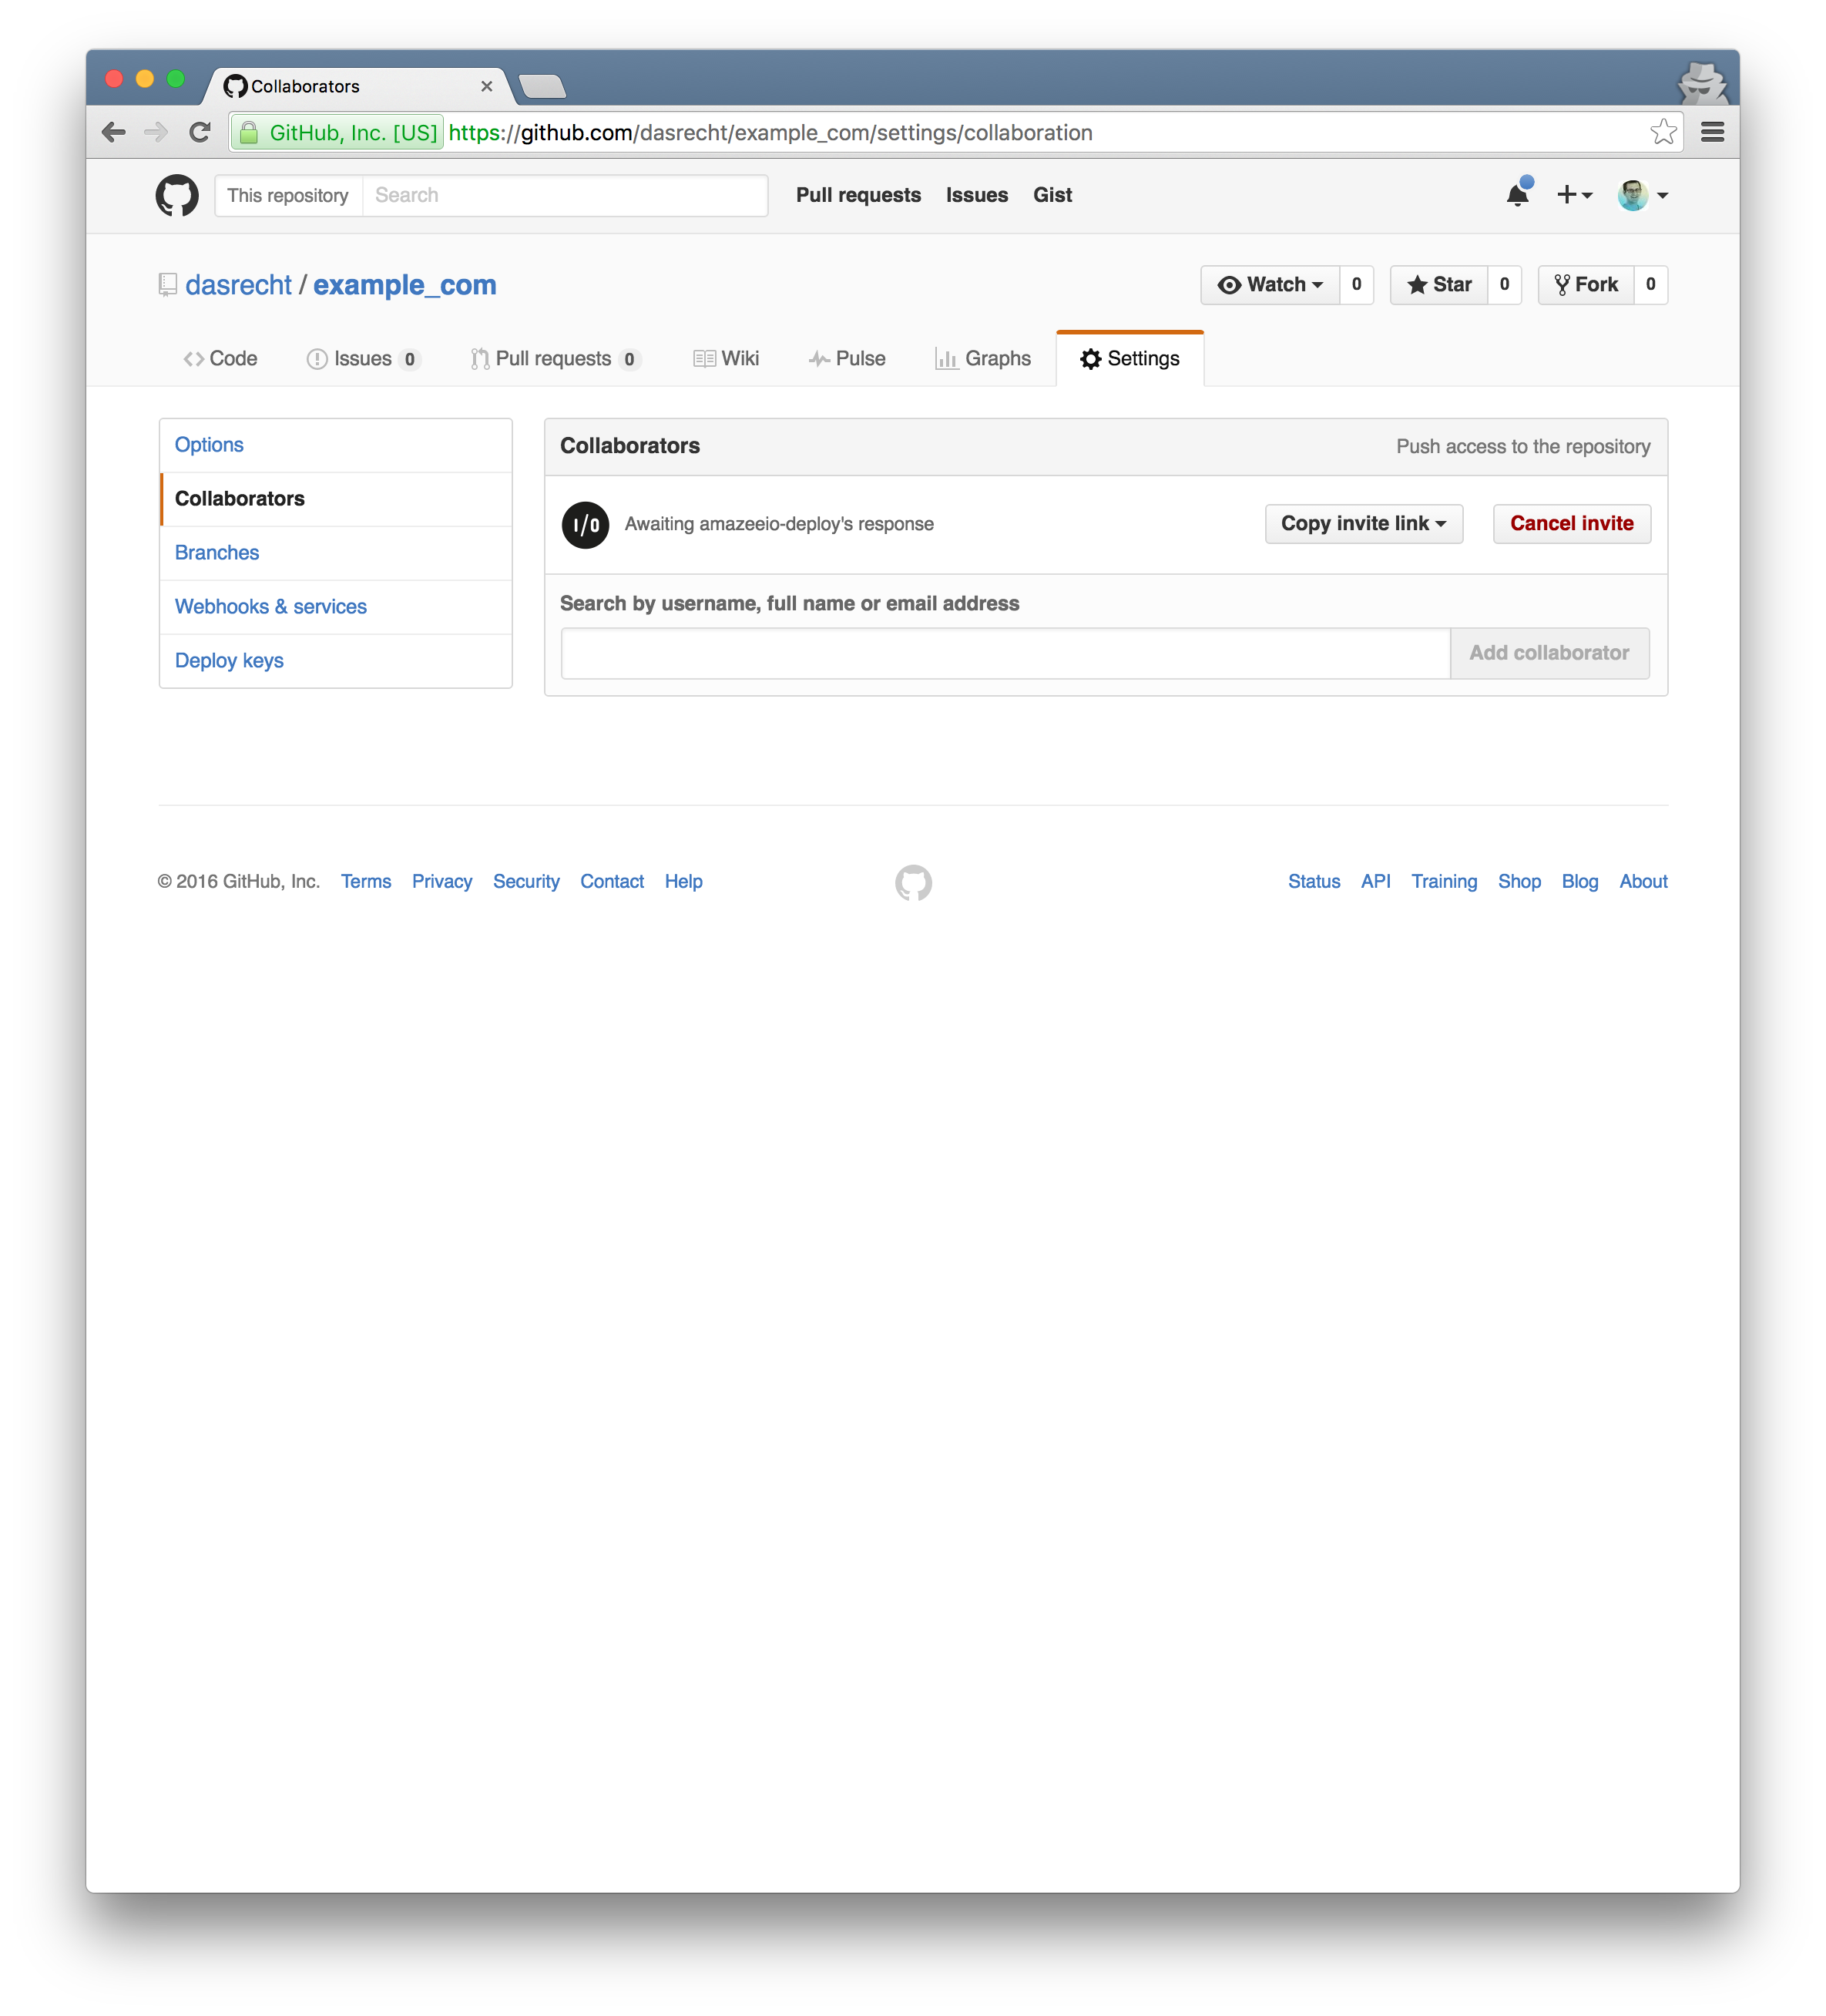 Collaborators
GitHub, Inc. [US] https://github.com/dasrecht/example_com/settings/collaboration
This repository Search Pull requests Issues Gist
dasrecht / example_com Watch 0 Star 0 Fork 0
Code Issues 0 Pull requests 0 Wiki Pulse Graphs Settings
Options
Collaborators
Branches
Webhooks & services
Deploy keys
Collaborators Push access to the repository
I/O Awaiting amazeeio-deploy's response Copy invite link Cancel invite
Search by username, full name or email address
Add collaborator
© 2016 GitHub, Inc. Terms Privacy Security Contact Help Status API Training Shop Blog About